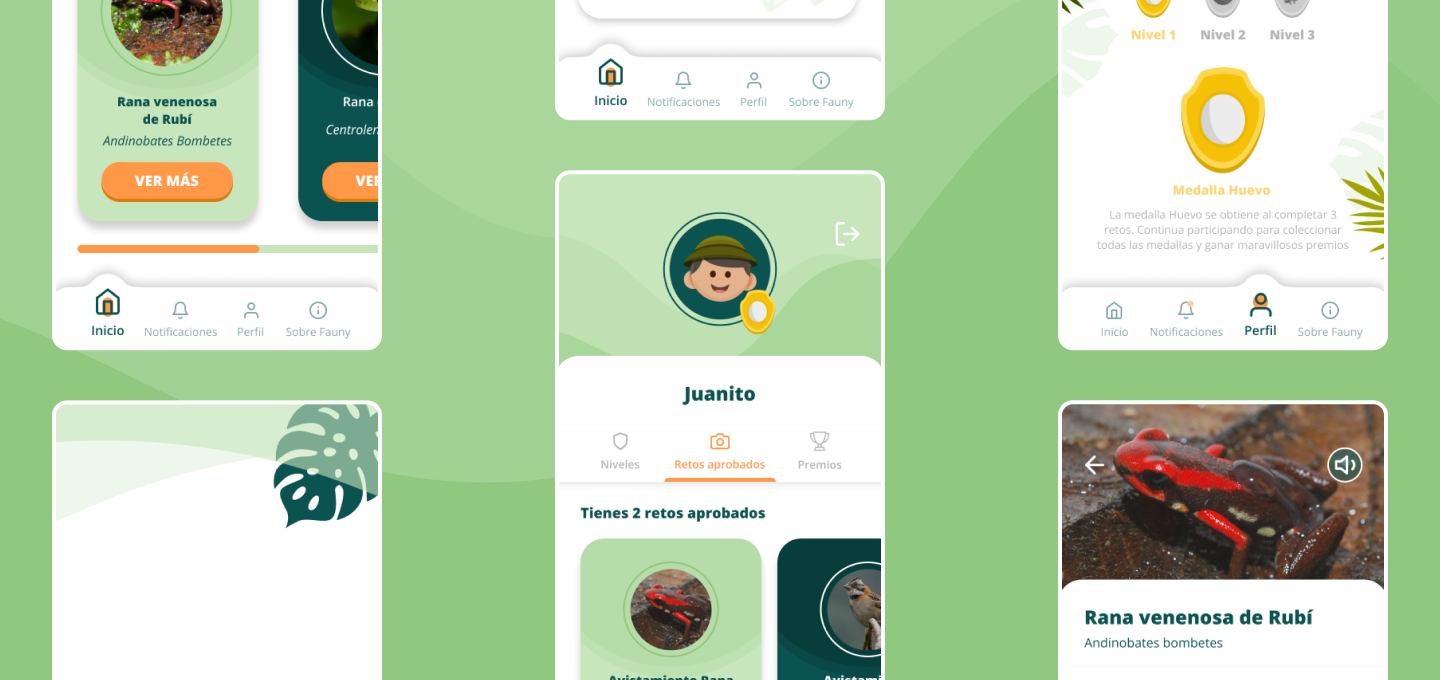 Rana venenosa
de Rubí
Andinobates Bombetes
VER MÁS
Rana
Inicio
Notificaciones
Perfil
Sobre Fauny
Inicio
Notificaciones
Perfil
Sobre Fauny
Juanito
Niveles
Retos aprobados
Premios
Tienes 2 retos aprobados
Avistamiento Rana
Nivel 1
Nivel 2
Nivel 3
Medalla Huevo
La medalla Huevo se obtiene al completar 3
retos. Continua participando para coleccionar
todas las medallas y ganar maravillosos premios
Inicio
Notificaciones
Perfil
Sobre Fauny
Rana venenosa de Rubí
Andinobates bombetes